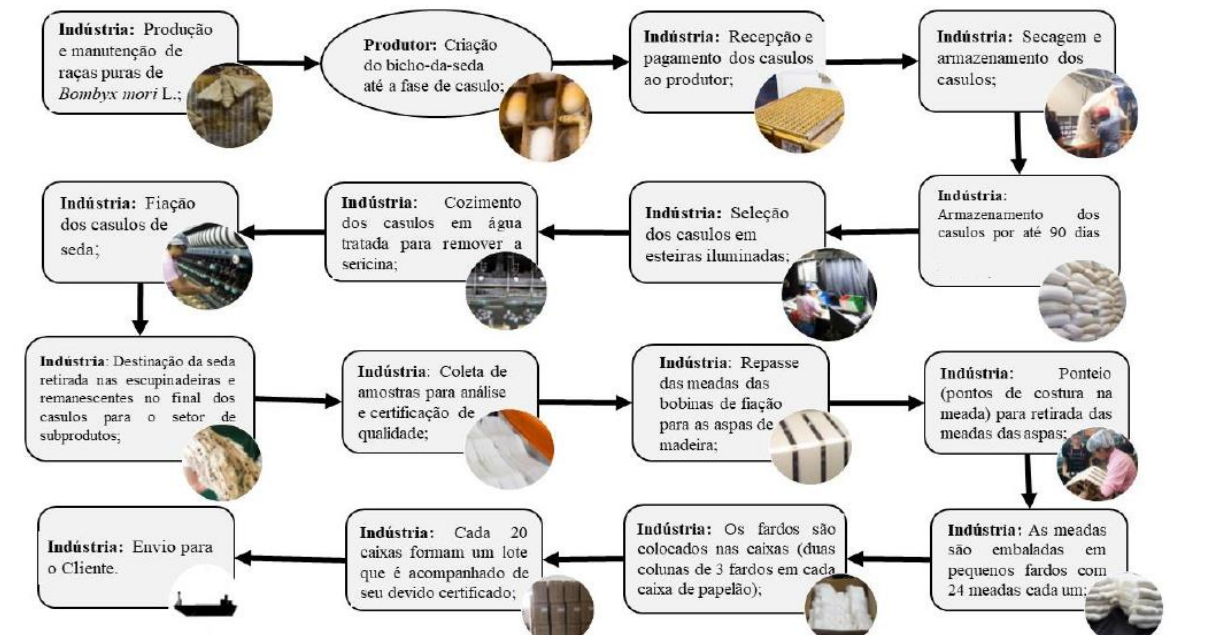 Indústria: Produção
e manutenção de
raças puras de
Bombyx mori L.;
Produtor: Criação
do bicho-da-seda
até a fase de casulo;
Indústria: Recepção e
pagamento dos casulos
ao produtor;
Indústria: Secagem e
armazenamento dos
casulos;
Indústria:
Armazenamento dos
casulos por até 90 dias
Indústria: Seleção
dos casulos em
esteiras iluminadas;
Indústria: Cozimento
dos casulos em água
tratada para remover a
sericina;
Indústria: Fiação
dos casulos de
seda;
Indústria: Destinação da seda
retirada nas escupinadeiras e
remanescentes no final dos
casulos para o setor de
subprodutos;
Indústria: Coleta de
amostras para análise
e certificação de
qualidade;
Indústria: Repasse
das meadas das
bobinas de fiação
para as aspas de
madeira;
Indústria: Ponteio
(pontos de costura na
meada) para retirada das
meadas das aspas;
Indústria: As meadas
são embaladas em
pequenos fardos com
24 meadas cada um;
Indústria: Os fardos são
colocados nas caixas (duas
colunas de 3 fardos em cada
caixa de papelão);
Indústria: Cada 20
caixas formam um lote
que é acompanhado de
seu devido certificado;
Indústria: Envio para
o Cliente.